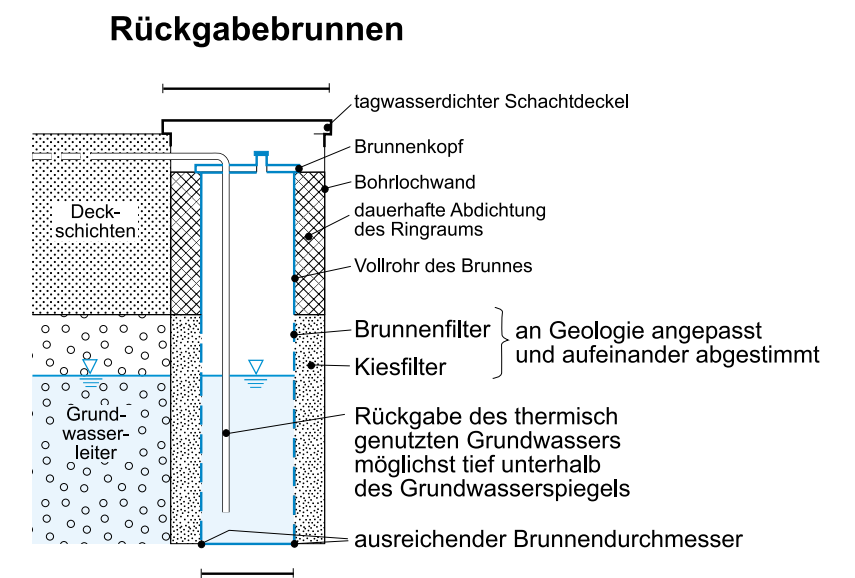 Rückgabebrunnen
tagwasserdichter Schachtdeckel
Brunnenkopf
Bohrlochwand
dauerhafte Abdichtung
des Ringraums
Vollrohr des Brunnes
Deck-
schichten
Brunnenfilter
Kiesfilter
an Geologie angepasst
und aufeinander abgestimmt
Grund-
wasser-
leiter
Rückgabe des thermisch
genutzten Grundwassers
möglichst tief unterhalb
des Grundwasserspiegels
ausreichender Brunnendurchmesser